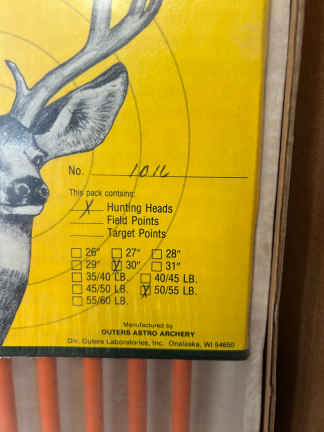 No. 1016
This pack contains:
X Hunting Heads
Field Points
Target Points
26" 27" 28"
29" X 30" 31"
35/40 LB. 40/45 LB.
45/50 LB. X 50/55 LB.
55/60 LB.
Manufactured by
OUTERS ASTRO ARCHERY
Div. Outers Laboratories, Inc. Onalaska, WI 54650